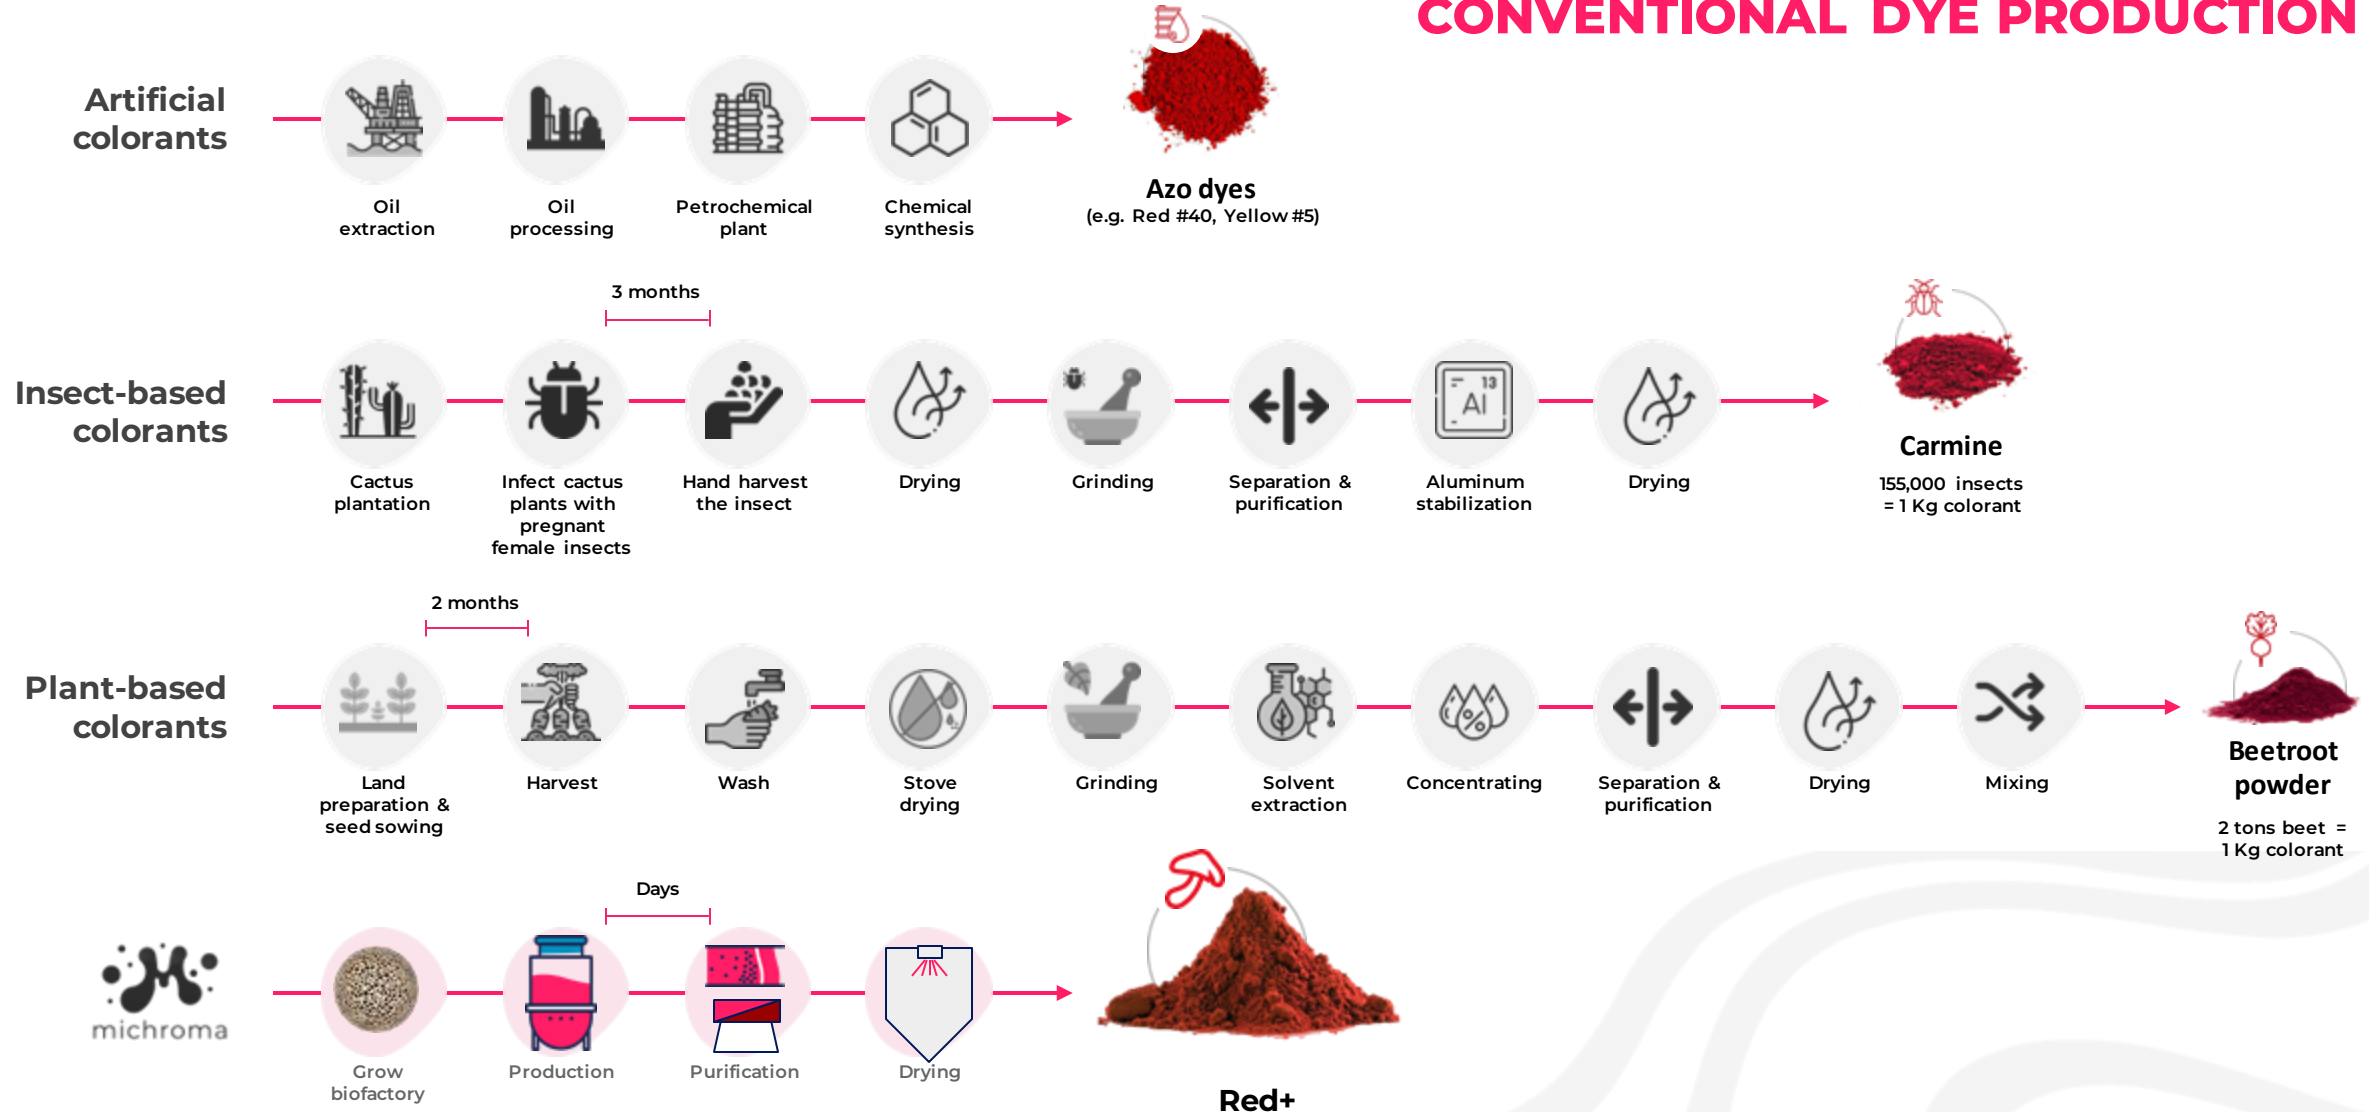 CONVENTIONAL DYE PRODUCTION
Artificial
colorants
Oil
extraction
Oil
processing
Petrochemical
plant
Chemical
synthesis
Azo dyes
(e.g. Red #40, Yellow #5)
Insect-based
colorants
3 months
13
Al
Cactus
plantation
Infect cactus
plants with
pregnant
female insects
Hand harvest
the insect
Drying
Grinding
Separation &
purification
Aluminum
stabilization
Drying
Carmine
155,000 insects
= 1 Kg colorant
Plant-based
colorants
2 months
%
Land
preparation &
seed sowing
Harvest
Wash
Stove
drying
Grinding
Solvent
extraction
Concentrating
Separation &
purification
Drying
Mixing
Beetroot
powder
2 tons beet =
1 Kg colorant
michroma
Days
Grow
biofactory
Production
Purification
Drying
Red+